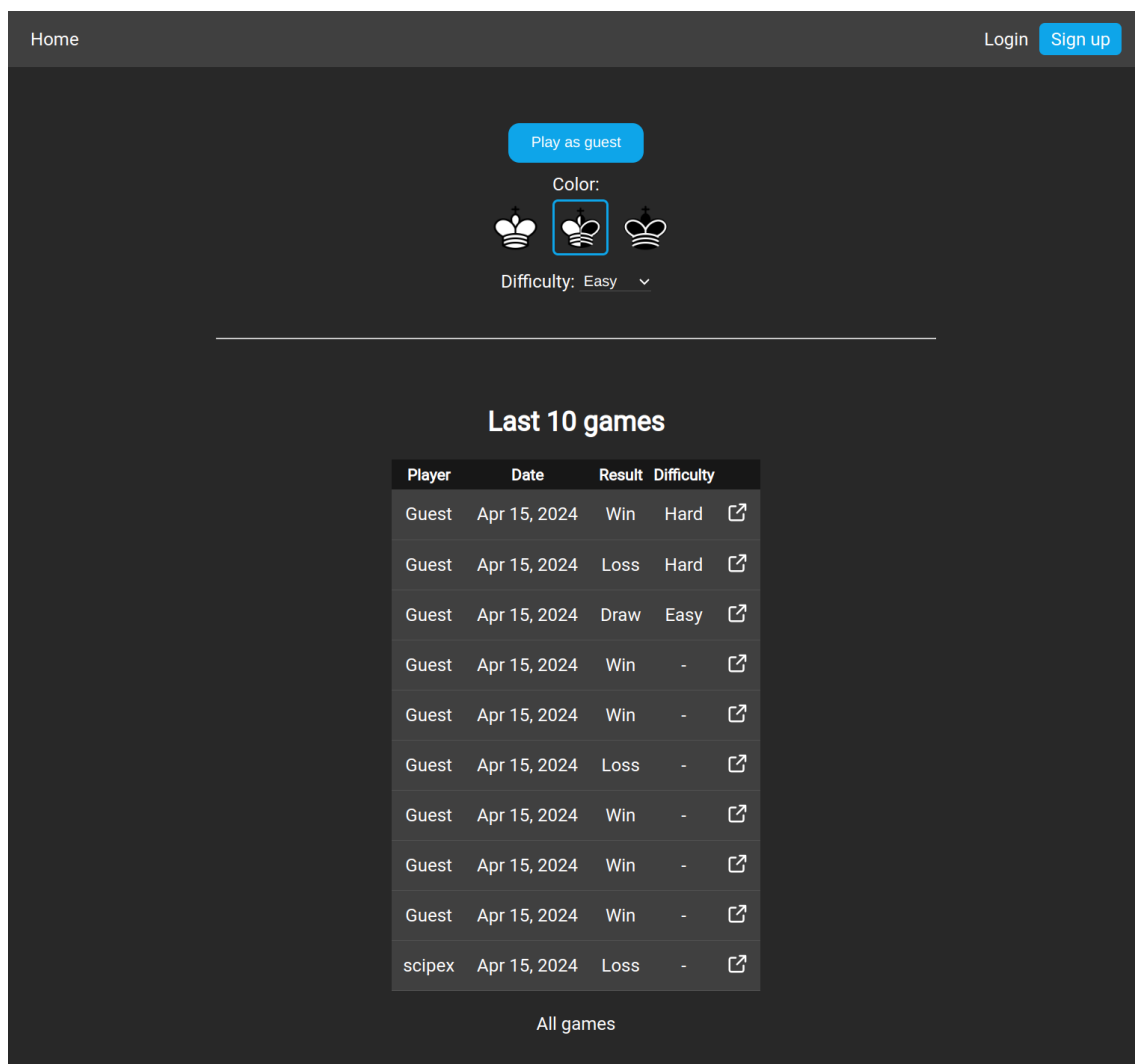 Home Login Sign up
Play as guest
Color:
Difficulty: Easy
Last 10 games
Player Date Result Difficulty
Guest Apr 15, 2024 Win Hard
Guest Apr 15, 2024 Loss Hard
Guest Apr 15, 2024 Draw Easy
Guest Apr 15, 2024 Win -
Guest Apr 15, 2024 Win -
Guest Apr 15, 2024 Loss -
Guest Apr 15, 2024 Win -
Guest Apr 15, 2024 Win -
Guest Apr 15, 2024 Win -
scipex Apr 15, 2024 Loss -
All games